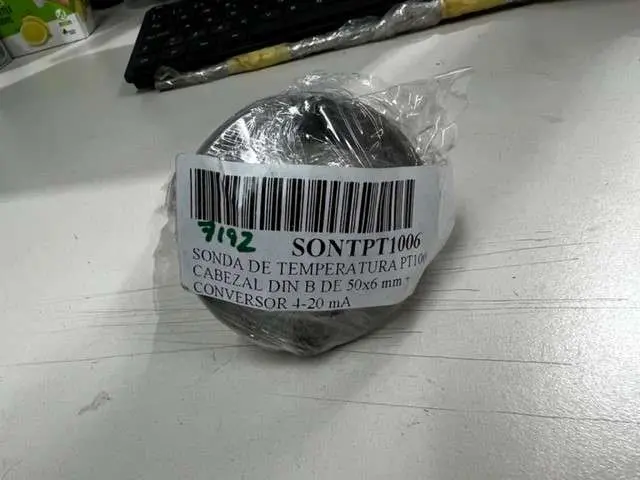 7192
SONTPT1006
SONDA DE TEMPERATURA PT100
CABEZAL DIN B DE 50x6 mm
CONVERSOR 4-20 mA